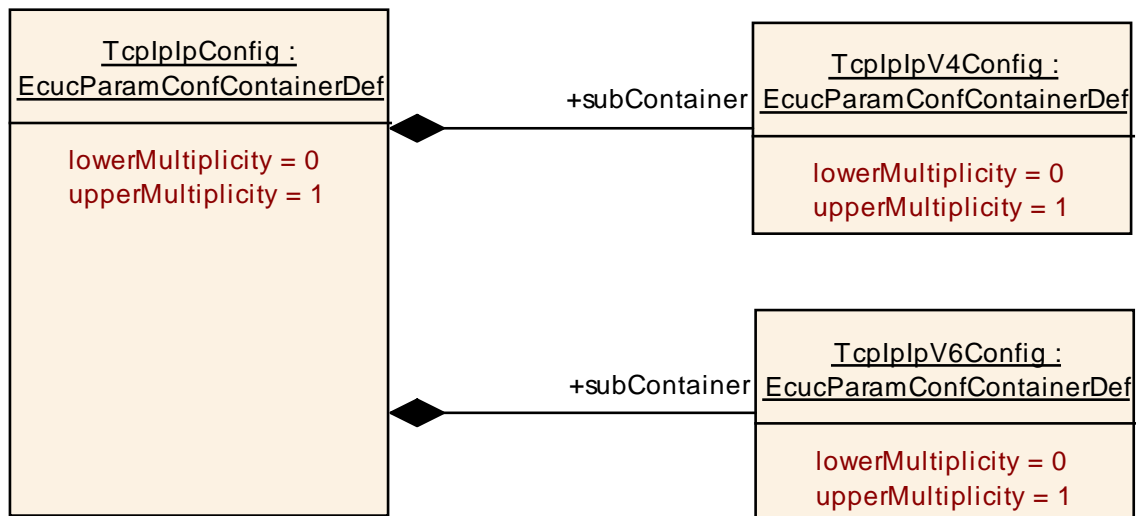 TcpIpIpConfig :
EcucParamConfContainerDef
lowerMultiplicity = 0
upperMultiplicity = 1
+subContainer
TcpIpIpV4Config :
EcucParamConfContainerDef
lowerMultiplicity = 0
upperMultiplicity = 1
+subContainer
TcpIpIpV6Config :
EcucParamConfContainerDef
lowerMultiplicity = 0
upperMultiplicity = 1